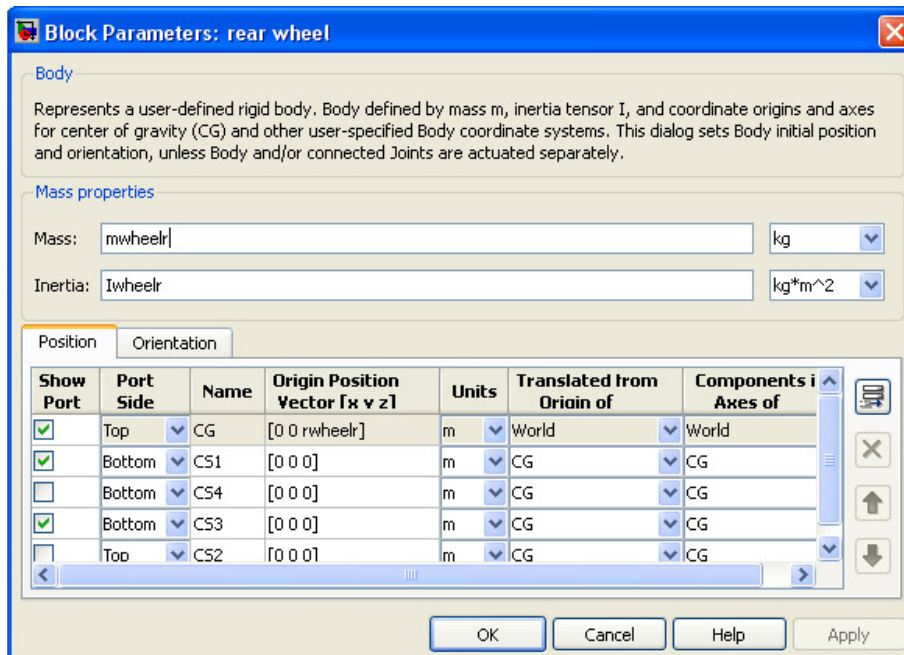 Block Parameters: rear wheel
Body
Represents a user-defined rigid body. Body defined by mass m, inertia tensor I, and coordinate origins and axes
for center of gravity (CG) and other user-specified Body coordinate systems. This dialog sets Body initial position
and orientation, unless Body and/or connected Joints are actuated separately.
Mass properties
Mass: mwheelr kg
Inertia: Iwheelr kg*m^2
Position Orientation
Show Port Name Origin Position Units Translated from Components i
Port Side Vector [x y z] Origin of Axes of
Top CG [0 0 rwheelr] m World World
Bottom CS1 [0 0 0] m CG CG
Bottom CS4 [0 0 0] m CG CG
Bottom CS3 [0 0 0] m CG CG
Top CS2 [0 0 0] m CG CG
OK Cancel Help Apply